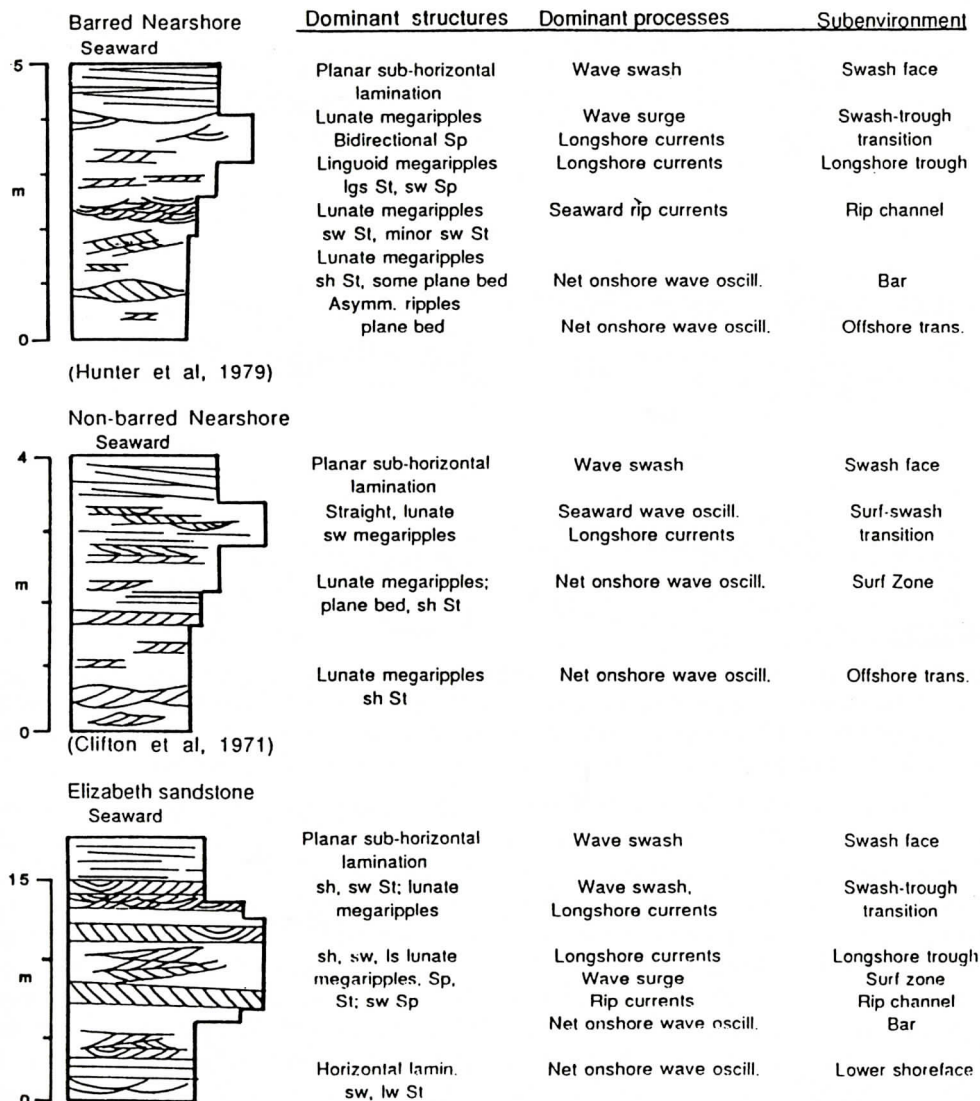 Barred Nearshore
Seaward
Dominant structures Dominant processes Subenvironment
5
m
0
Planar sub-horizontal Wave swash Swash face
lamination
Lunate megaripples Wave surge Swash-trough
Bidirectional Sp Longshore currents transition
Linguoid megaripples Longshore currents Longshore trough
lgs St, sw Sp
Lunate megaripples Seaward rip currents Rip channel
sw St, minor sw St
Lunate megaripples
sh St, some plane bed Net onshore wave oscill. Bar
Asymm. ripples
plane bed Net onshore wave oscill. Offshore trans.
(Hunter et al, 1979)
Non-barred Nearshore
Seaward
4
m
0
Planar sub-horizontal Wave swash Swash face
lamination
Straight, lunate Seaward wave oscill. Surf-swash
sw megaripples Longshore currents transition
Lunate megaripples; Net onshore wave oscill. Surf Zone
plane bed, sh St
Lunate megaripples Net onshore wave oscill. Offshore trans.
sh St
(Clifton et al, 1971)
Elizabeth sandstone
Seaward
15
m
0
Planar sub-horizontal Wave swash Swash face
lamination
sh, sw St; lunate Wave swash, Swash-trough
megaripples Longshore currents transition
sh, sw, ls lunate Longshore currents Longshore trough
megaripples, Sp, Wave surge Surf zone
St; sw Sp Rip currents Rip channel
Net onshore wave oscill. Bar
Horizontal lamin. Net onshore wave oscill. Lower shoreface
sw, lw St